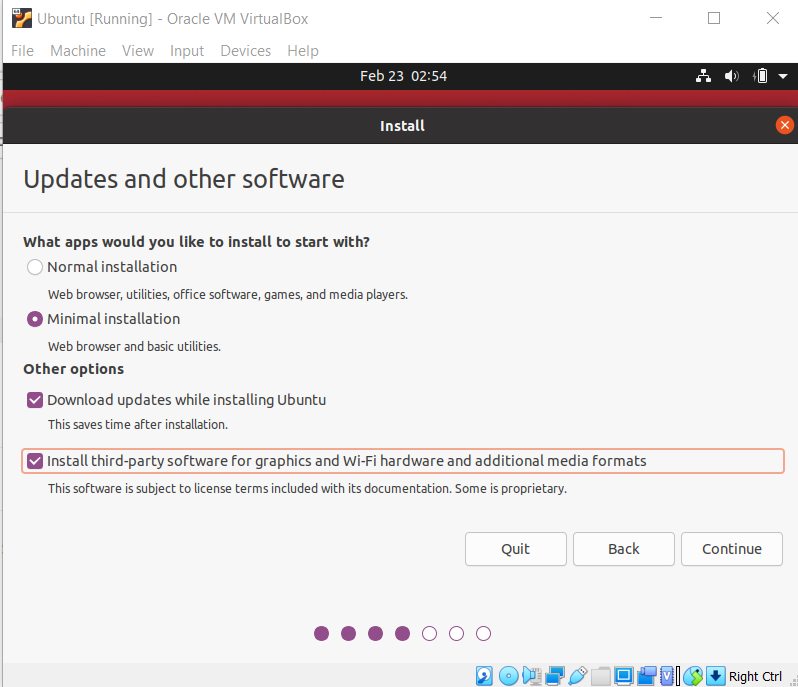 Ubuntu [Running] - Oracle VM VirtualBox
File Machine View Input Devices Help
Feb 23 02:54
Install
Updates and other software
What apps would you like to install to start with?
Normal installation
Web browser, utilities, office software, games, and media players.
Minimal installation
Web browser and basic utilities.
Other options
Download updates while installing Ubuntu
This saves time after installation.
Install third-party software for graphics and Wi-Fi hardware and additional media formats
This software is subject to license terms included with its documentation. Some is proprietary.
Quit Back Continue
Right Ctrl